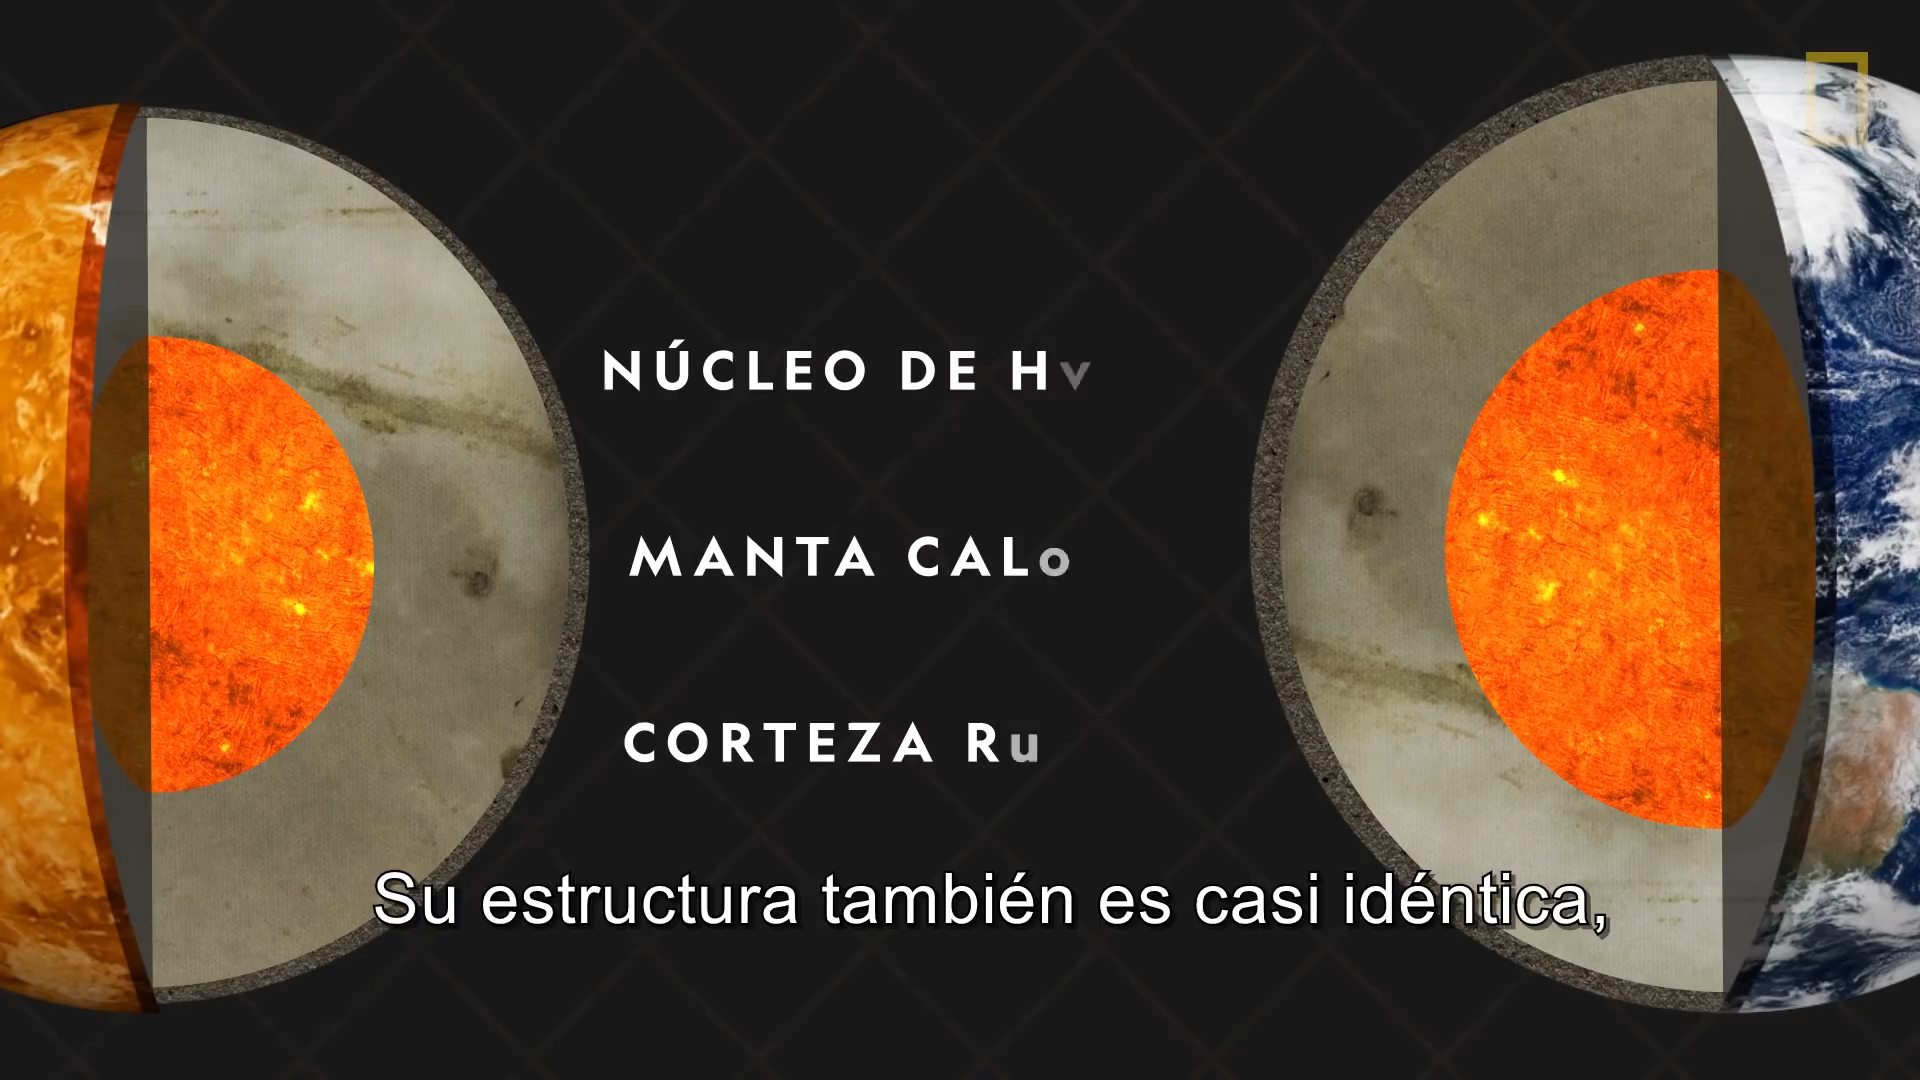 NÚCLEO DE Hv
MANTA CALo
CORTEZA Ru
Su estructura también es casi idéntica,